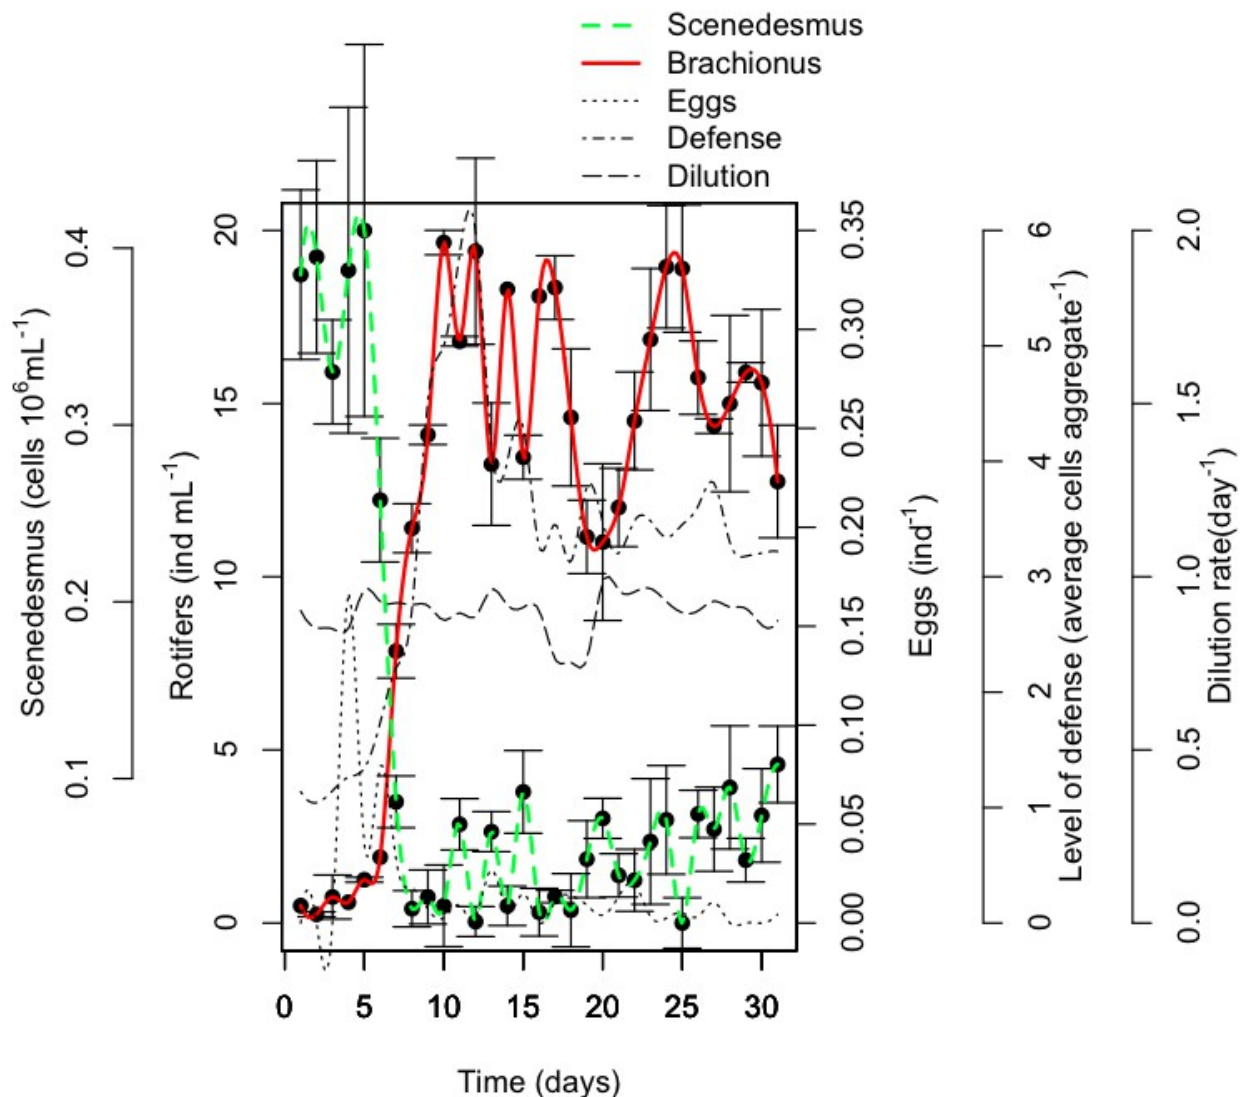 Scenedesmus
Brachionus
Eggs
Defense
Dilution
Scenedesmus (cells 10⁶mL⁻¹)
0.1 0.2 0.3 0.4
Rotifers (ind mL⁻¹)
0 5 10 15 20
Eggs (ind⁻¹)
0.00 0.05 0.10 0.15 0.20 0.25 0.30 0.35
Level of defense (average cells aggregate⁻¹)
0 1 2 3 4 5 6
Dilution rate(day⁻¹)
0.0 0.5 1.0 1.5 2.0
0 5 10 15 20 25 30
Time (days)